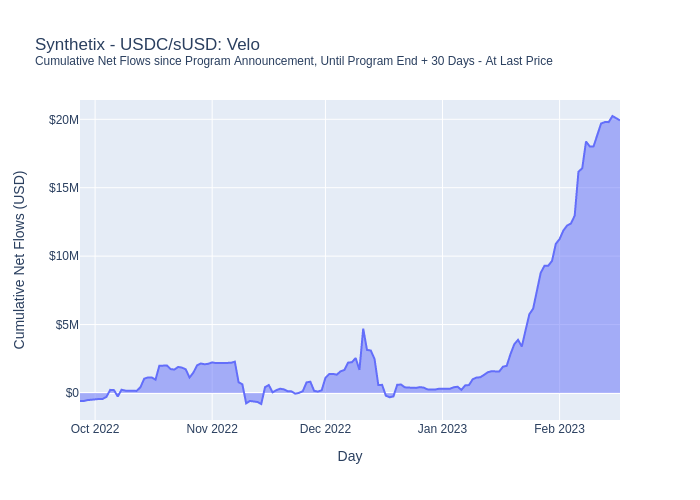 Synthetix - USDC/sUSD: Velo
Cumulative Net Flows since Program Announcement, Until Program End + 30 Days - At Last Price
Cumulative Net Flows (USD)
$20M
$15M
$10M
$5M
$0
Oct 2022
Nov 2022
Dec 2022
Jan 2023
Feb 2023
Day